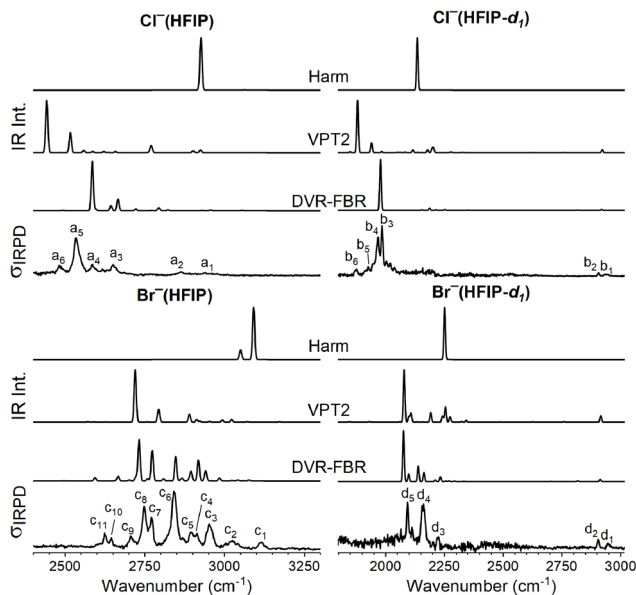 Cl⁻(HFIP) Cl⁻(HFIP-d₁)
Harm
IR Int.
VPT2
DVR-FBR
σIRPD
a₆ a₅ a₄ a₃ a₂ a₁
b₆ b₅ b₄ b₃ b₂ b₁
Br⁻(HFIP) Br⁻(HFIP-d₁)
Harm
IR Int.
VPT2
DVR-FBR
σIRPD
c₁₁ c₁₀ c₉ c₈ c₇ c₆ c₅ c₄ c₃ c₂ c₁
d₅ d₄ d₃ d₂ d₁
2500 2750 3000 3250 2000 2250 2500 2750 3000
Wavenumber (cm⁻¹) Wavenumber (cm⁻¹)